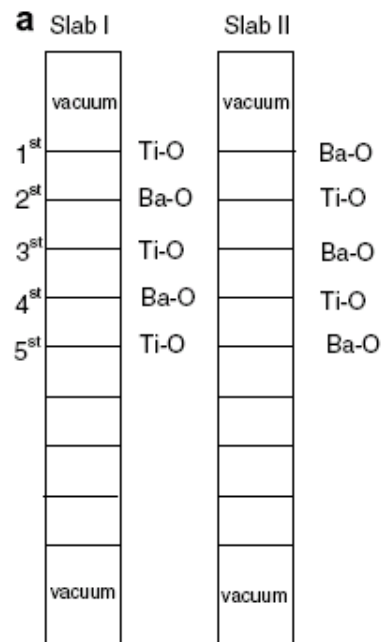 a Slab I Slab II
vacuum vacuum
1st Ti-O Ba-O
2st Ba-O Ti-O
3st Ti-O Ba-O
4st Ba-O Ti-O
5st Ti-O Ba-O
vacuum vacuum